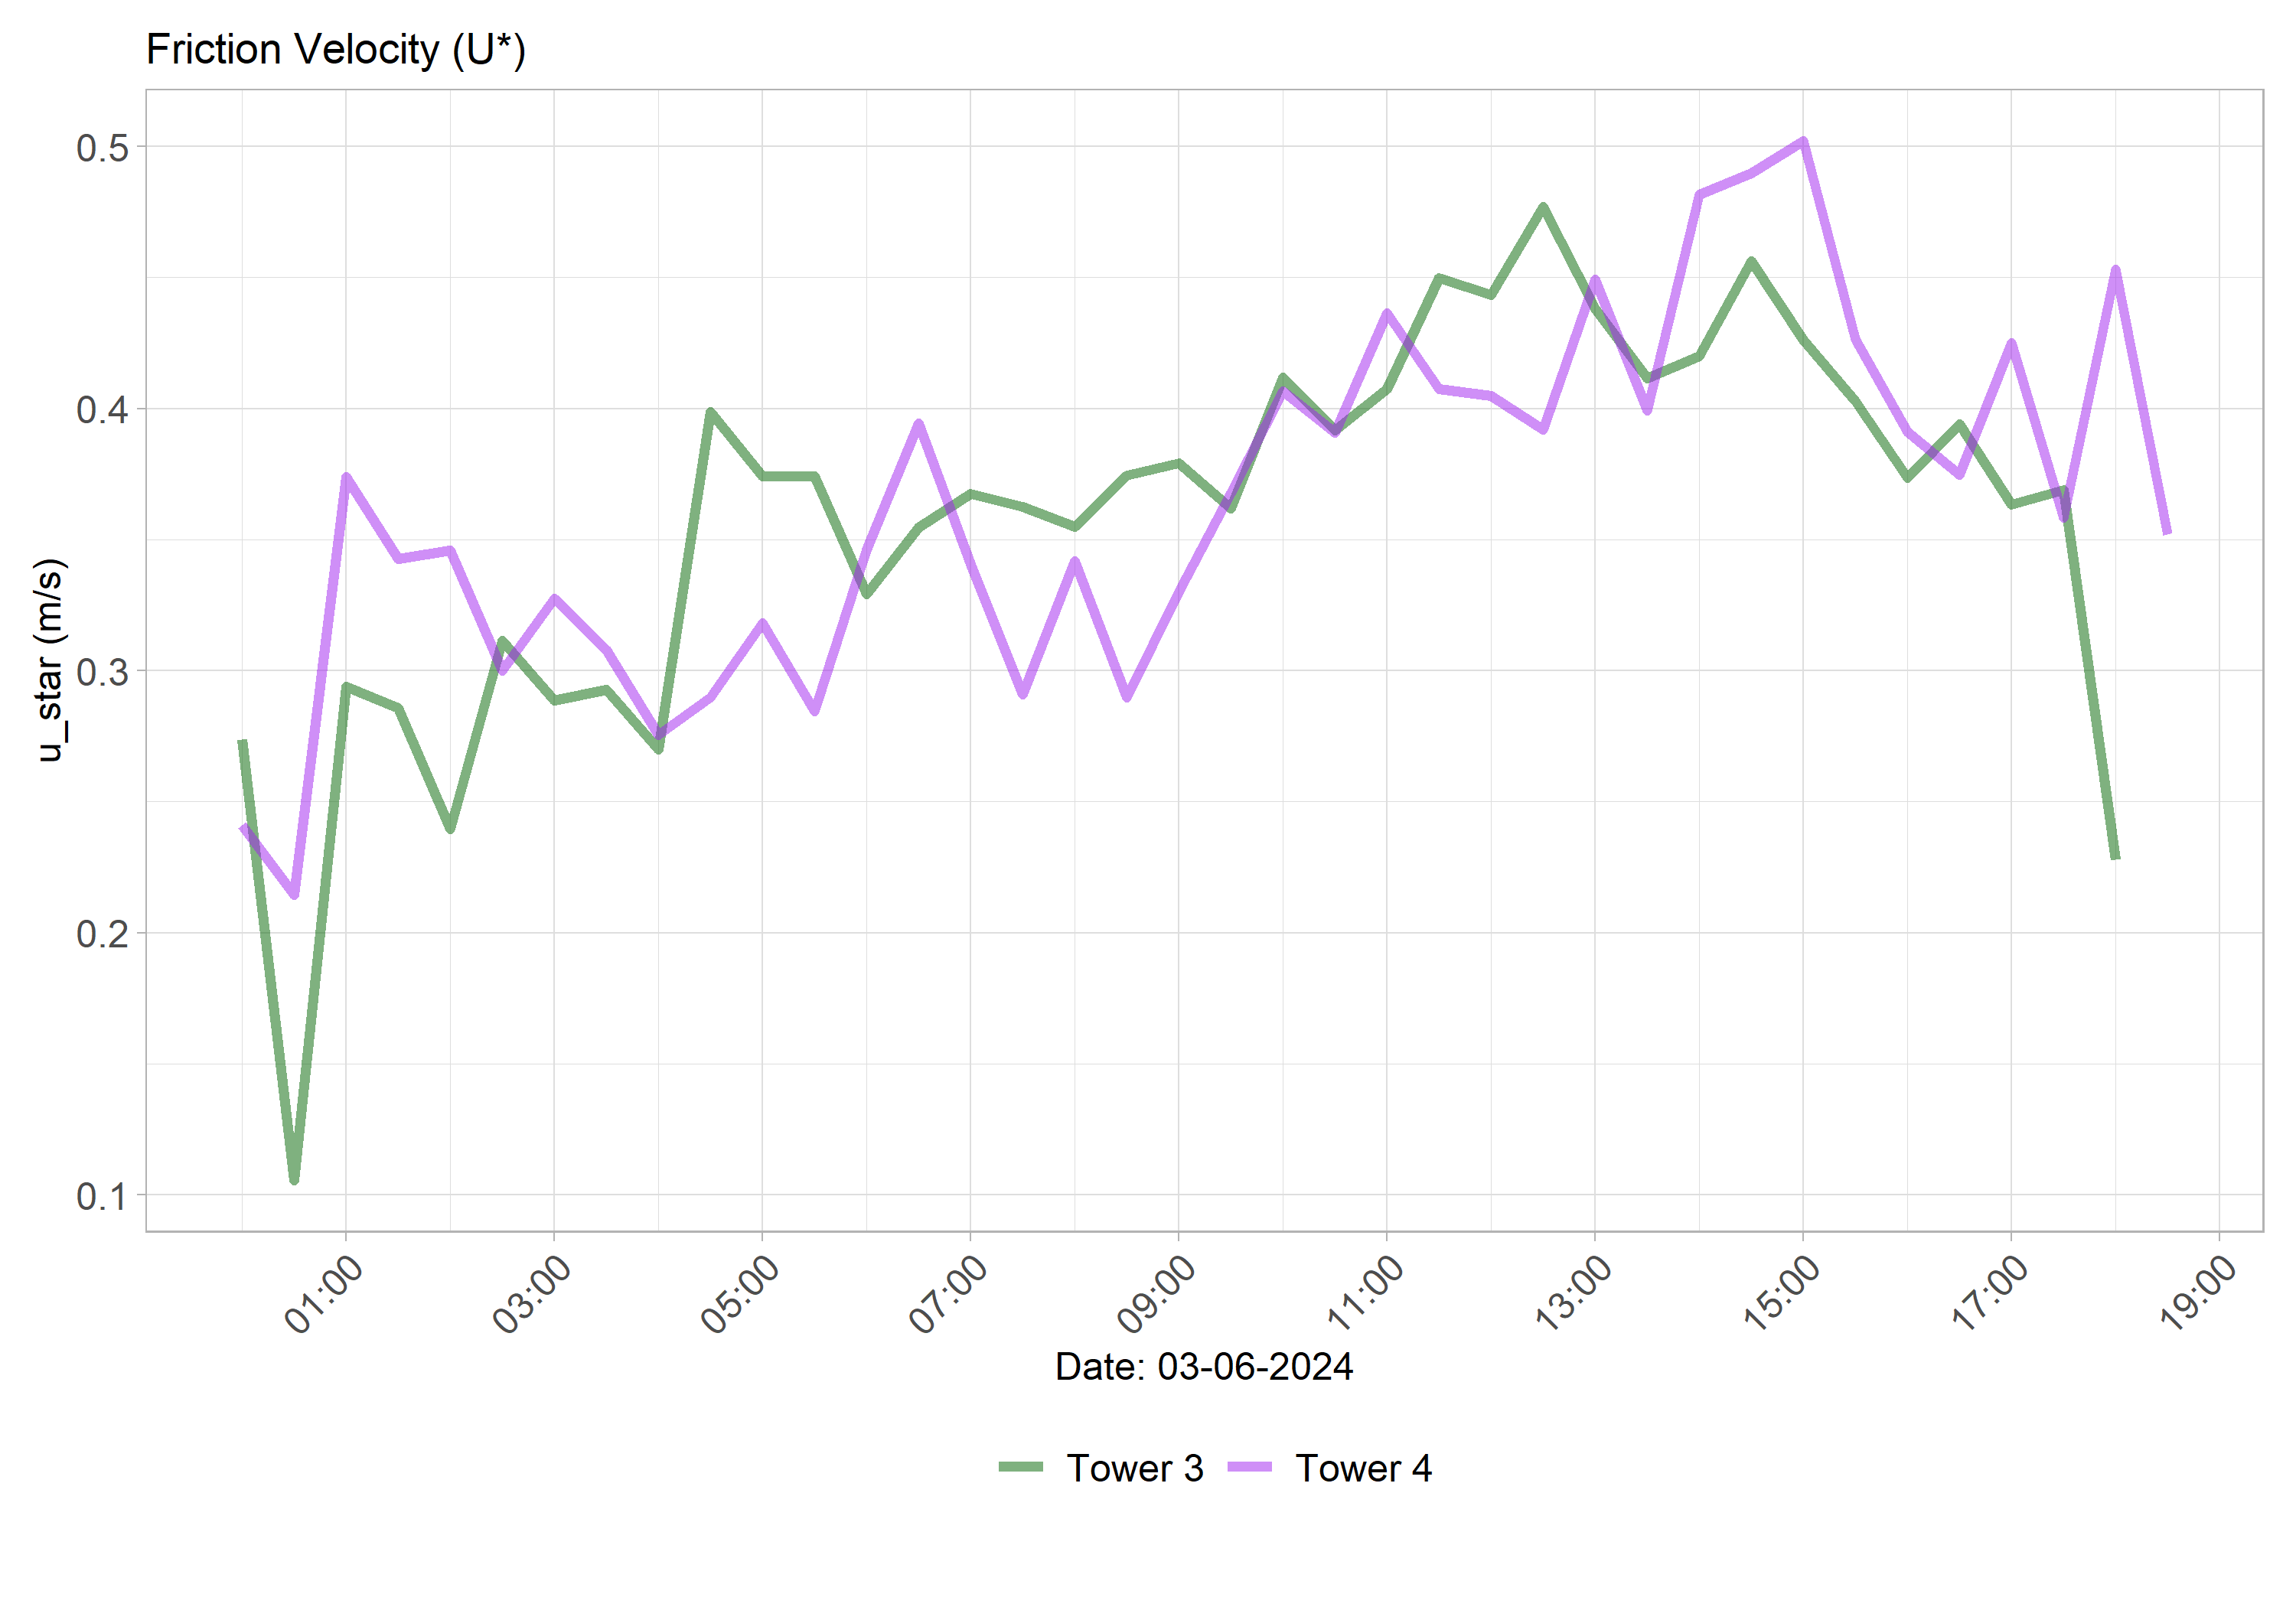 Friction Velocity (U*)
u_star (m/s)
0.5
0.4
0.3
0.2
0.1
01:00 03:00 05:00 07:00 09:00 11:00 13:00 15:00 17:00 19:00
Date: 03-06-2024
Tower 3 Tower 4